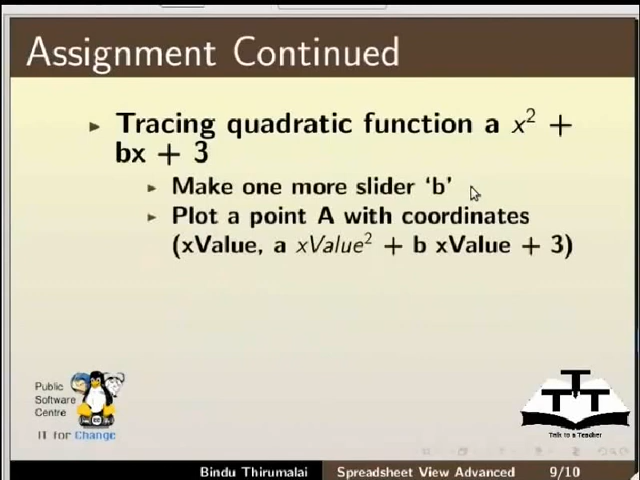 Assignment Continued
Tracing quadratic function a x² +
bx + 3
Make one more slider ‘b’
Plot a point A with coordinates
(xValue, a xValue² + b xValue + 3)
Public
Software
Centre
IT for Change
TTT
Talk to a Teacher
Bindu Thirumalai Spreadsheet View Advanced 9/10